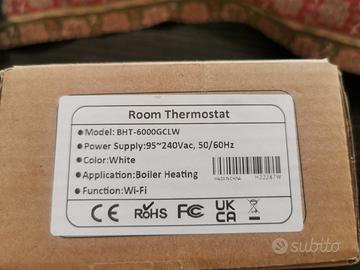 Room Thermostat
●Model: BHT-6000GCLW
●Power Supply:95~240Vac, 50/60Hz
●Color:White
●Application:Boiler Heating
●Function:Wi-Fi
MADE IN CHINA
H22287W
CE RoHS FC UK CA
subito